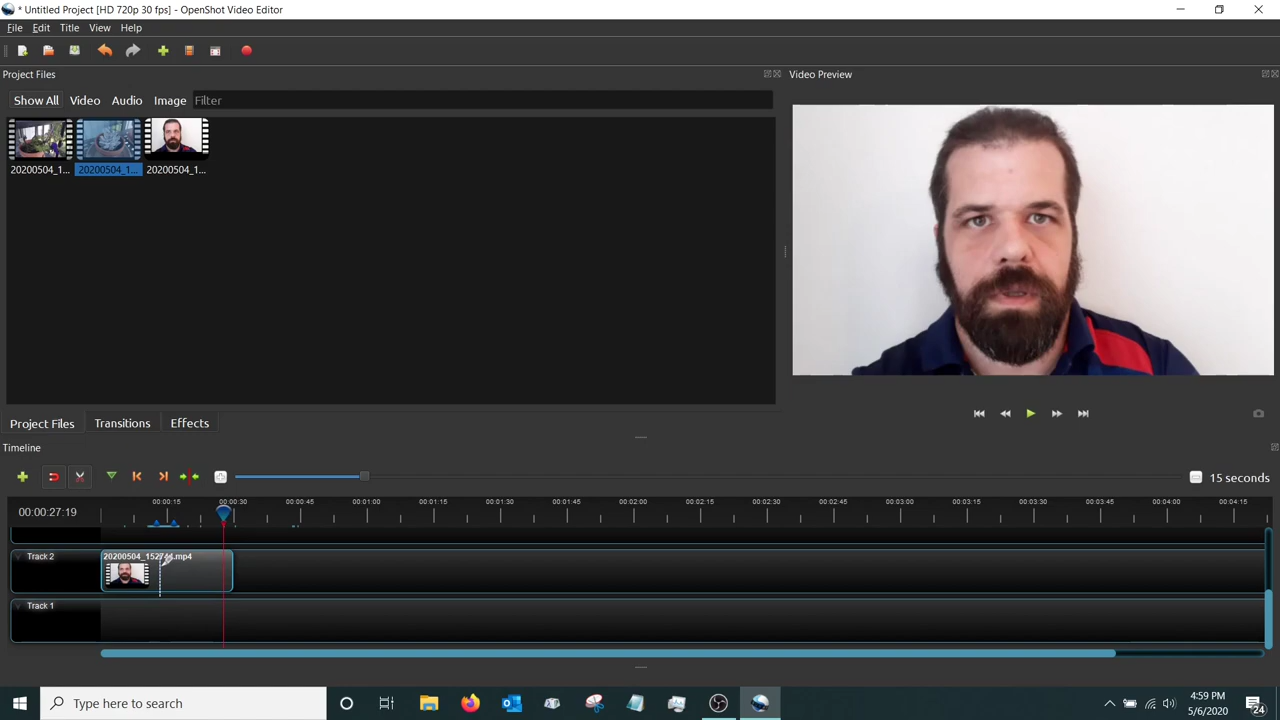 * Untitled Project [HD 720p 30 fps] - OpenShot Video Editor
File Edit Title View Help
Project Files
Video Preview
Show All Video Audio Image Filter
20200504_1... 20200504_1... 20200504_1...
Project Files Transitions Effects
Timeline
15 seconds
00:00:27:19
00:00:15 00:00:30 00:00:45 00:01:00 00:01:15 00:01:30 00:01:45 00:02:00 00:02:15 00:02:30 00:02:45 00:03:00 00:03:15 00:03:30 00:03:45 00:04:00 00:04:15
Track 2
Track 1
Type here to search
4:59 PM
5/6/2020
24